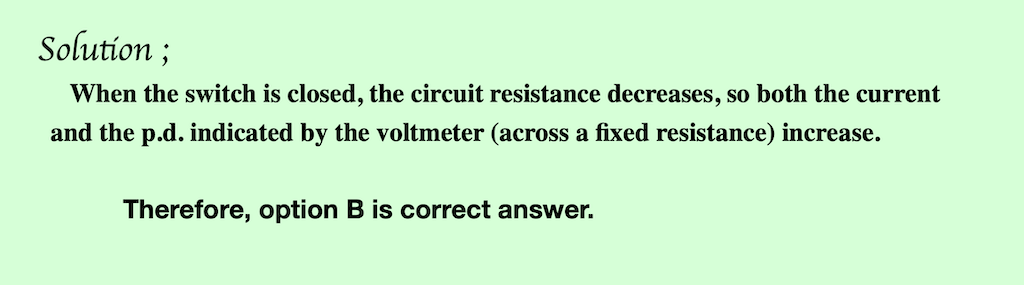 Solution ;
When the switch is closed, the circuit resistance decreases, so both the current
and the p.d. indicated by the voltmeter (across a fixed resistance) increase.
Therefore, option B is correct answer.